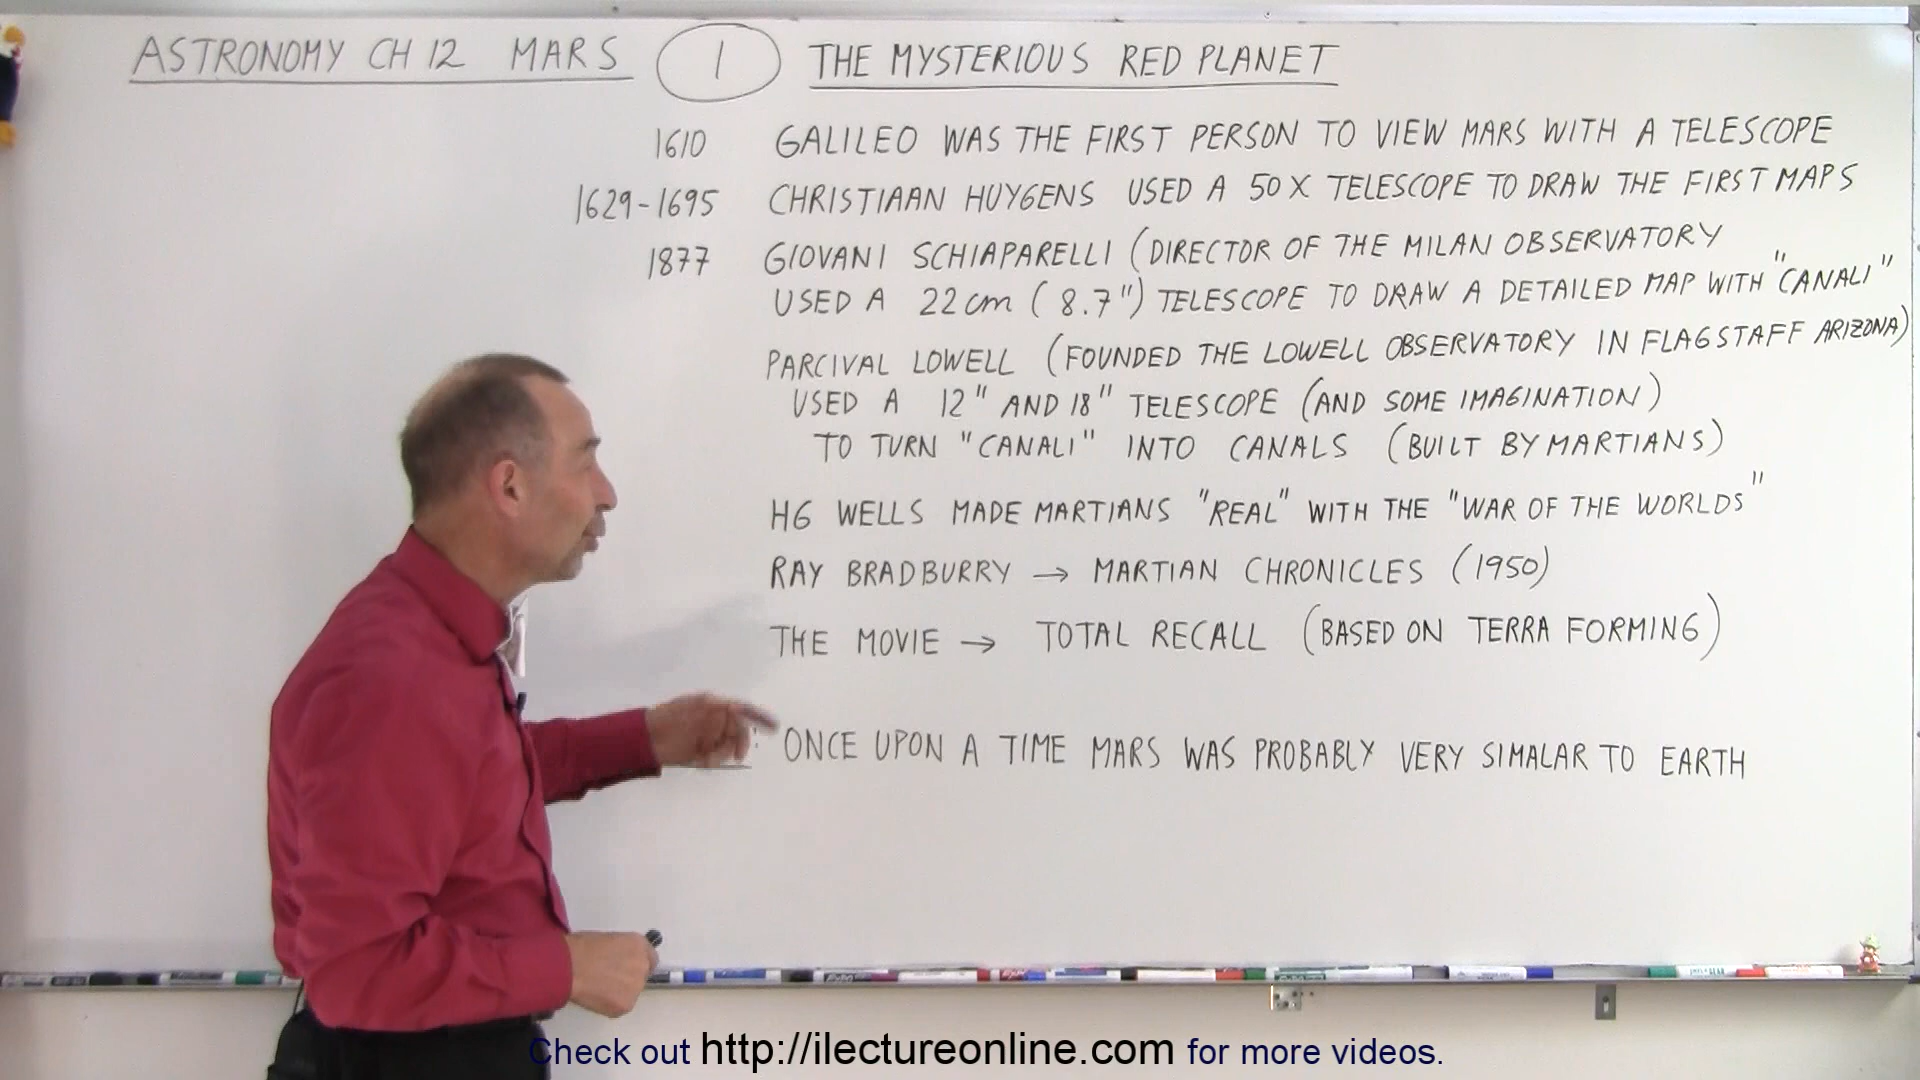 ASTRONOMY CH 12 MARS 1 THE MYSTERIOUS RED PLANET
1610 GALILEO WAS THE FIRST PERSON TO VIEW MARS WITH A TELESCOPE
1629-1695 CHRISTIAAN HUYGENS USED A 50 X TELESCOPE TO DRAW THE FIRST MAPS
1877 GIOVANI SCHIAPARELLI (DIRECTOR OF THE MILAN OBSERVATORY
USED A 22 cm (8.7") TELESCOPE TO DRAW A DETAILED MAP WITH "CANALI"
PARCIVAL LOWELL (FOUNDED THE LOWELL OBSERVATORY IN FLAGSTAFF ARIZONA)
USED A 12" AND 18" TELESCOPE (AND SOME IMAGINATION)
TO TURN "CANALI" INTO CANALS (BUILT BY MARTIANS)
HG WELLS MADE MARTIANS "REAL" WITH THE "WAR OF THE WORLDS"
RAY BRADBURRY → MARTIAN CHRONICLES (1950)
THE MOVIE → TOTAL RECALL (BASED ON TERRA FORMING)
ONCE UPON A TIME MARS WAS PROBABLY VERY SIMALAR TO EARTH
Check out http://ilectureonline.com for more videos.